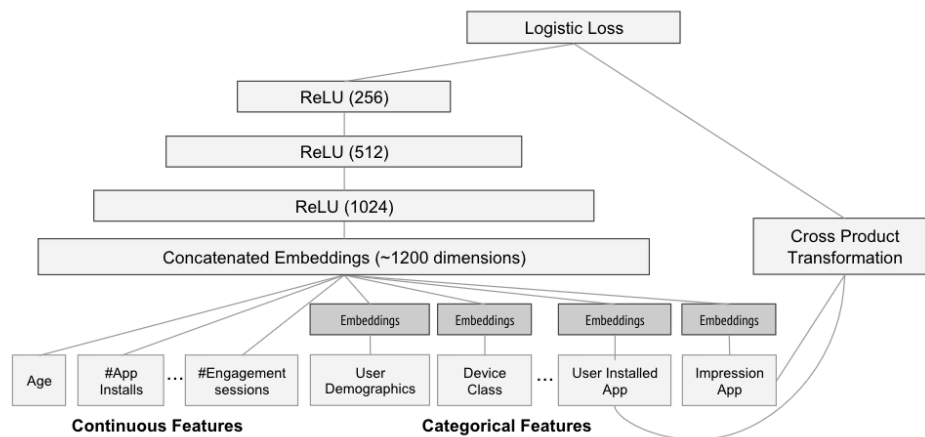 Logistic Loss
ReLU (256)
ReLU (512)
ReLU (1024)
Concatenated Embeddings (~1200 dimensions)
Cross Product
Transformation
Embeddings
Embeddings
Embeddings
Embeddings
Age
#App
Installs
...
#Engagement
sessions
User
Demographics
Device
Class
...
User Installed
App
Impression
App
Continuous Features
Categorical Features